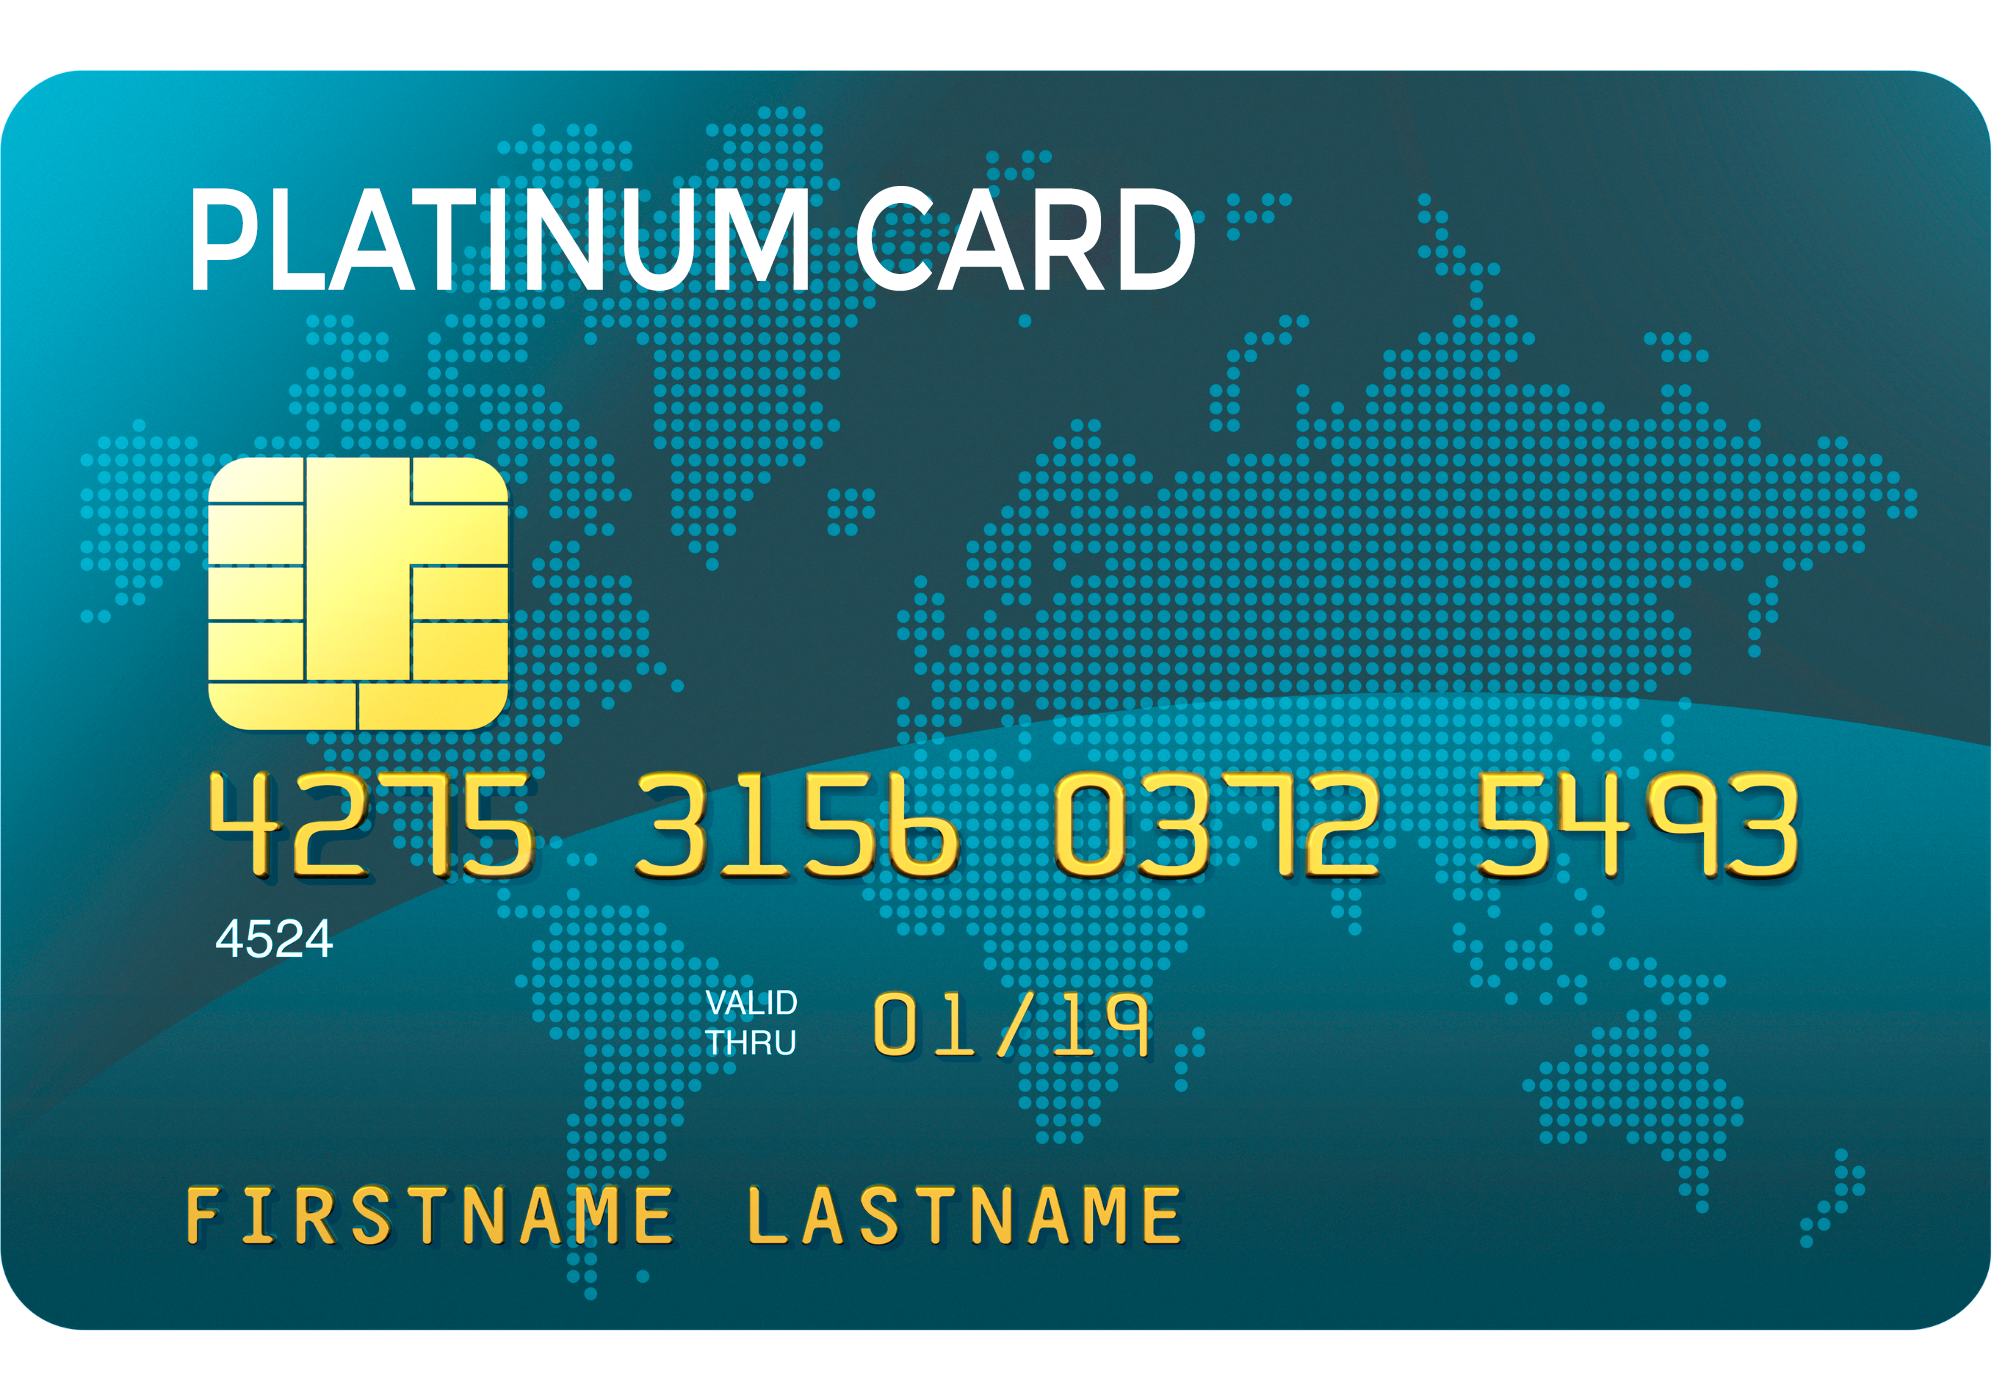 PLATINUM CARD
4275 3156 0372 5493
4524
VALID
THRU
01/19
FIRSTNAME LASTNAME